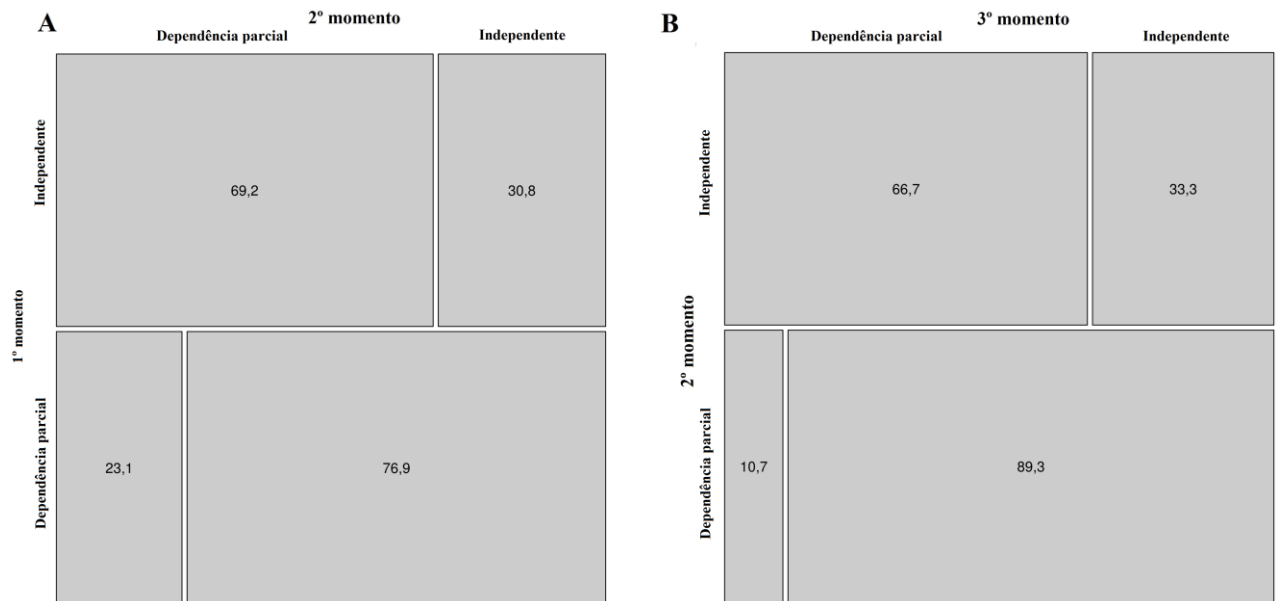 A
2º momento
Dependência parcial
Independente
Independente
69,2
30,8
1º momento
Dependência parcial
23,1
76,9
B
3º momento
Dependência parcial
Independente
Independente
66,7
33,3
2º momento
Dependência parcial
10,7
89,3